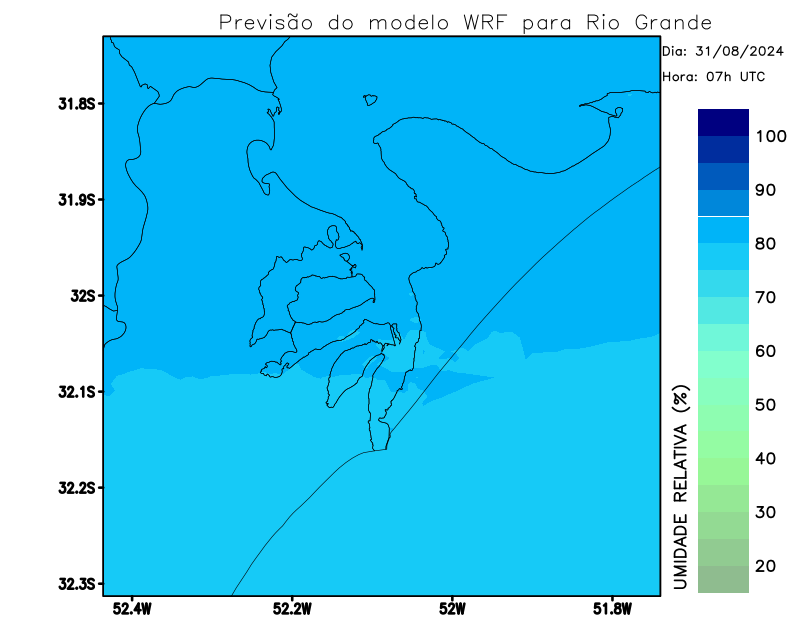 Previsão do modelo WRF para Rio Grande
Dia: 31/08/2024
Hora: 07h UTC
31.8S
31.9S
32S
32.1S
32.2S
32.3S
52.4W
52.2W
52W
51.8W
100
90
80
70
60
50
40
30
20
UMIDADE RELATIVA (%)